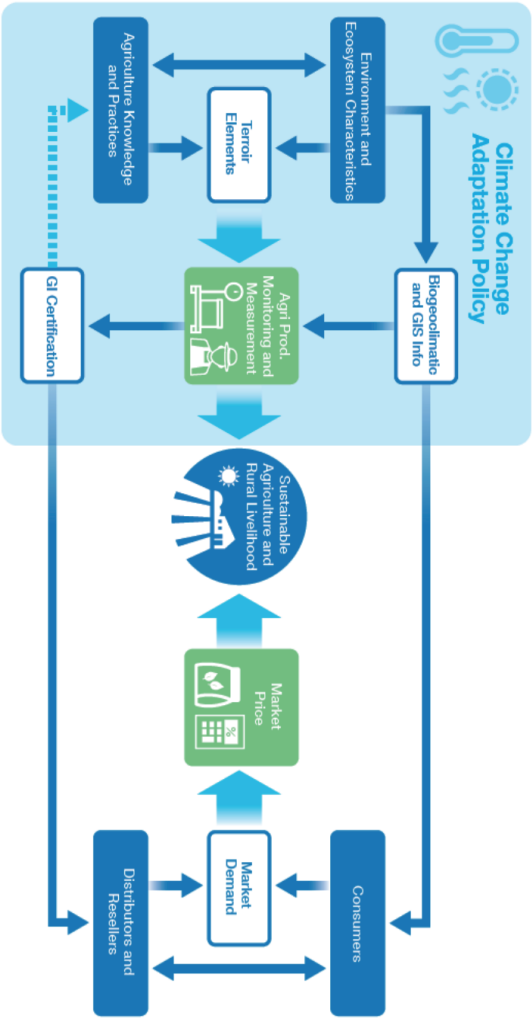 Climate Change
Adaptation Policy
Environment and
Ecosystem Characteristics
Biogeoclimatic
and GIS Info
Consumers
Terroir
Elements
Agri Prod.
Monitoring and
Measurement
Sustainable
Agriculture and
Rural Livelihood
Market
Price
%
Market
Demand
Agriculture Knowledge
and Practices
GI Certification
Distributors and
Resellers